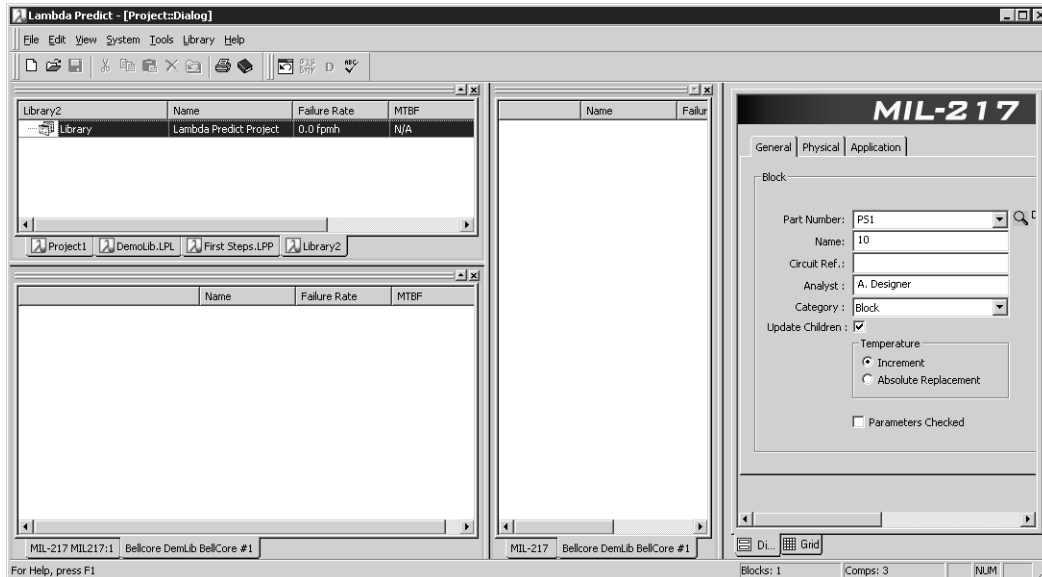 Lambda Predict - [Project::Dialog]
File Edit View System Tools Library Help
D ABC
Library2 Name Failure Rate MTBF
Library Lambda Predict Project 0.0 fpmh N/A
Project1 DemoLib.LPL First Steps.LPP Library2
Name Failure Rate MTBF
MIL-217 MIL217:1 Bellcore DemLib BellCore #1
Name Failur
MIL-217 Bellcore DemLib BellCore #1
MIL-217
General Physical Application
Block
Part Number: PS1
Name: 10
Circuit Ref.:
Analyst : A. Designer
Category : Block
Update Children :
Temperature
Increment
Absolute Replacement
Parameters Checked
Di... Grid
For Help, press F1 Blocks: 1 Comps: 3 NUM